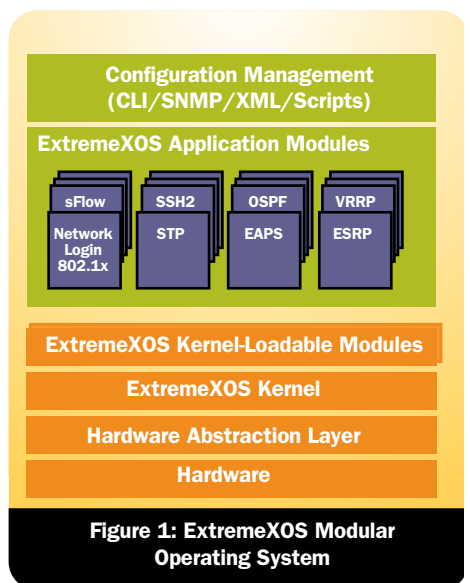 Configuration Management
(CLI/SNMP/XML/Scripts)
ExtremeXOS Application Modules
sFlow
Network
Login
802.1x
SSH2
STP
OSPF
EAPS
VRRP
ESRP
ExtremeXOS Kernel-Loadable Modules
ExtremeXOS Kernel
Hardware Abstraction Layer
Hardware
Figure 1: ExtremeXOS Modular
Operating System